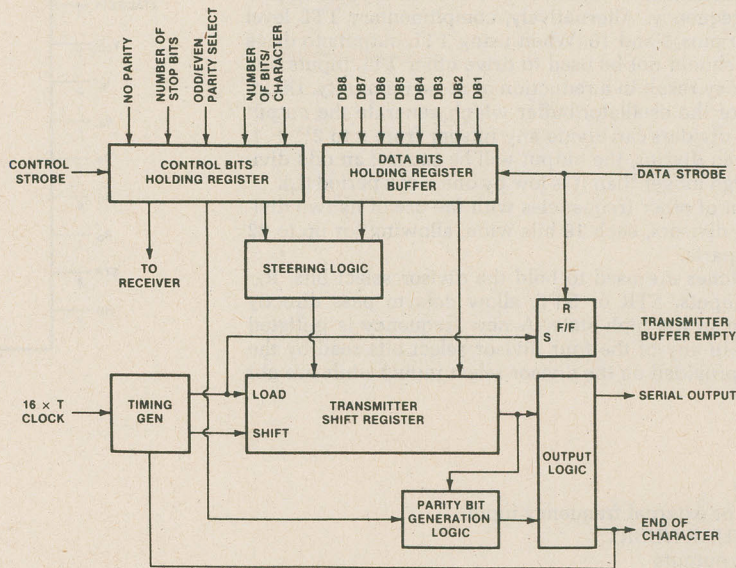 NO PARITY
NUMBER OF
STOP BITS
ODD/EVEN
PARITY SELECT
NUMBER
OF BITS/
CHARACTER
DB8
DB7
DB6
DB5
DB4
DB3
DB2
DB1
CONTROL
STROBE
CONTROL BITS
HOLDING REGISTER
DATA BITS
HOLDING REGISTER
BUFFER
DATA STROBE
TO
RECEIVER
STEERING LOGIC
R
F/F
S
TRANSMITTER
BUFFER EMPTY
16 × T
CLOCK
TIMING
GEN
LOAD
SHIFT
TRANSMITTER
SHIFT REGISTER
SERIAL OUTPUT
OUTPUT
LOGIC
PARITY BIT
GENERATION
LOGIC
END OF
CHARACTER